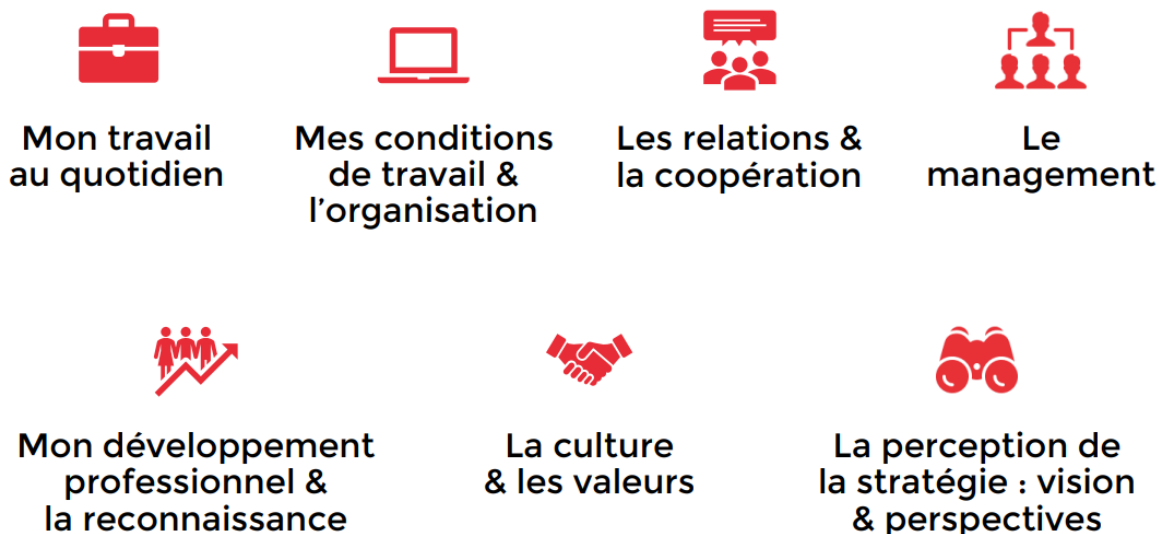 Mon travail
au quotidien
Mes conditions
de travail &
l’organisation
Les relations &
la coopération
Le
management
Mon développement
professionnel &
la reconnaissance
La culture
& les valeurs
La perception de
la stratégie : vision
& perspectives